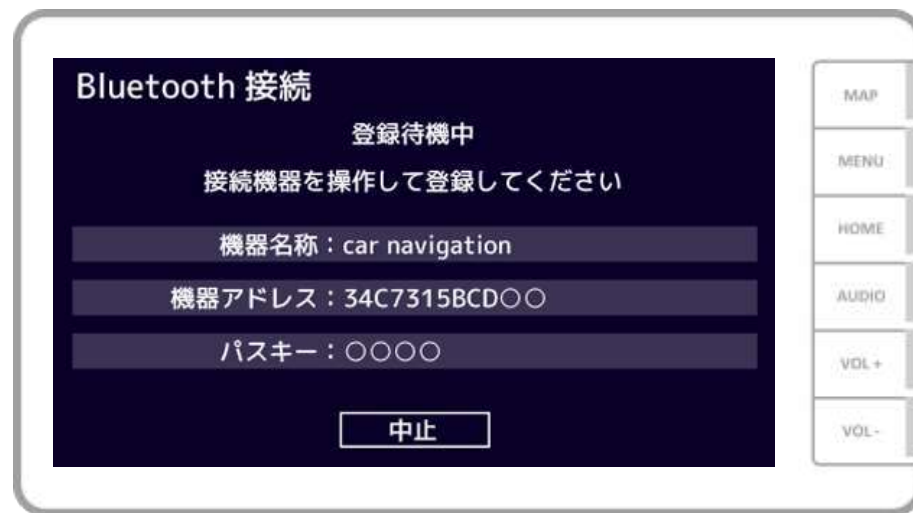 Bluetooth 接続
登録待機中
接続機器を操作して登録してください
機器名称：car navigation
機器アドレス：34C7315BCD○○
パスキー：○○○○
中止
MAP
MENU
HOME
AUDIO
VOL+
VOL-